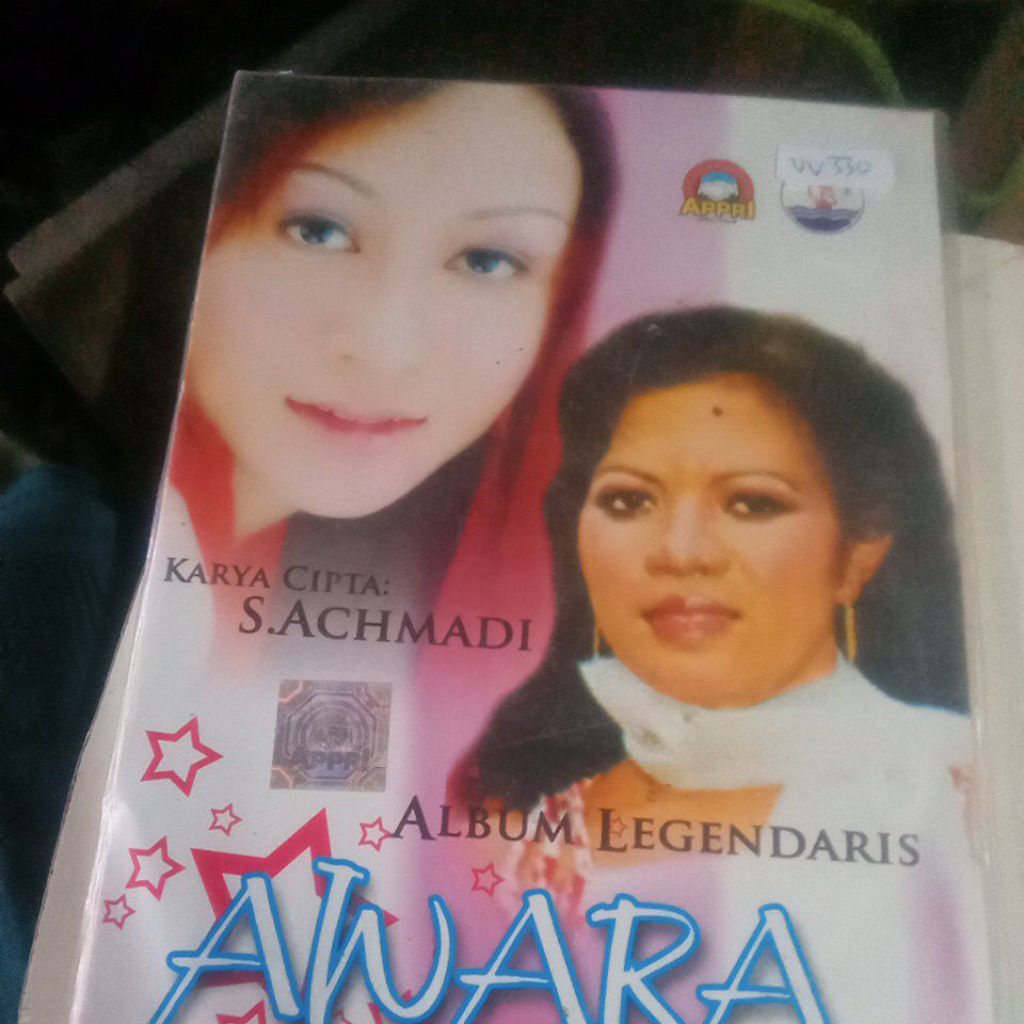 VV 330
APPRI
KARYA CIPTA:
S.ACHMADI
APPRI
ALBUM LEGENDARIS
AWARA